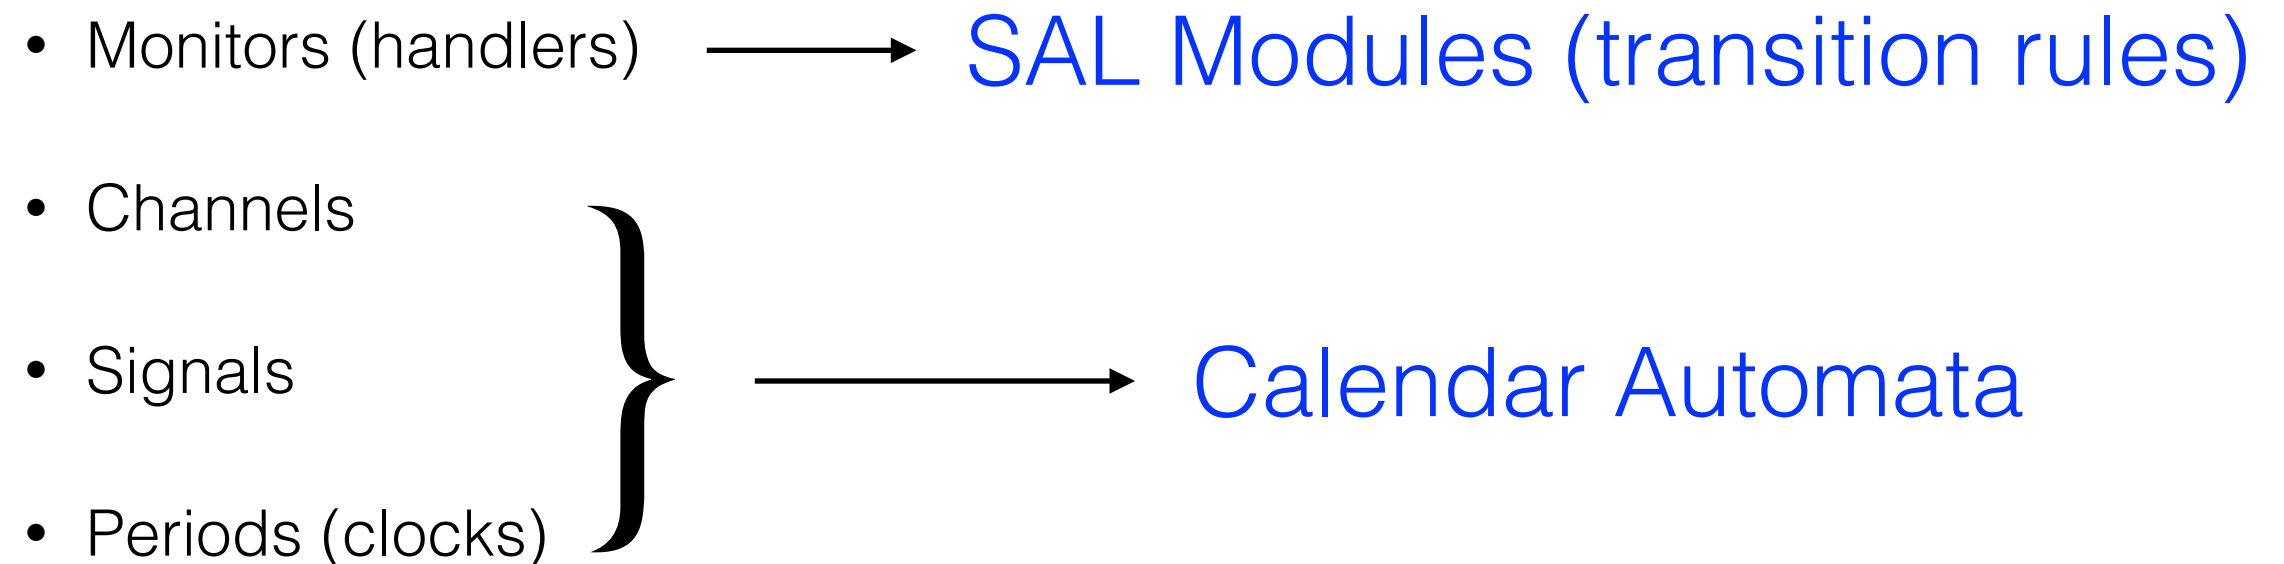 • Monitors (handlers) → SAL Modules (transition rules)
• Channels
• Signals
Calendar Automata
• Periods (clocks)